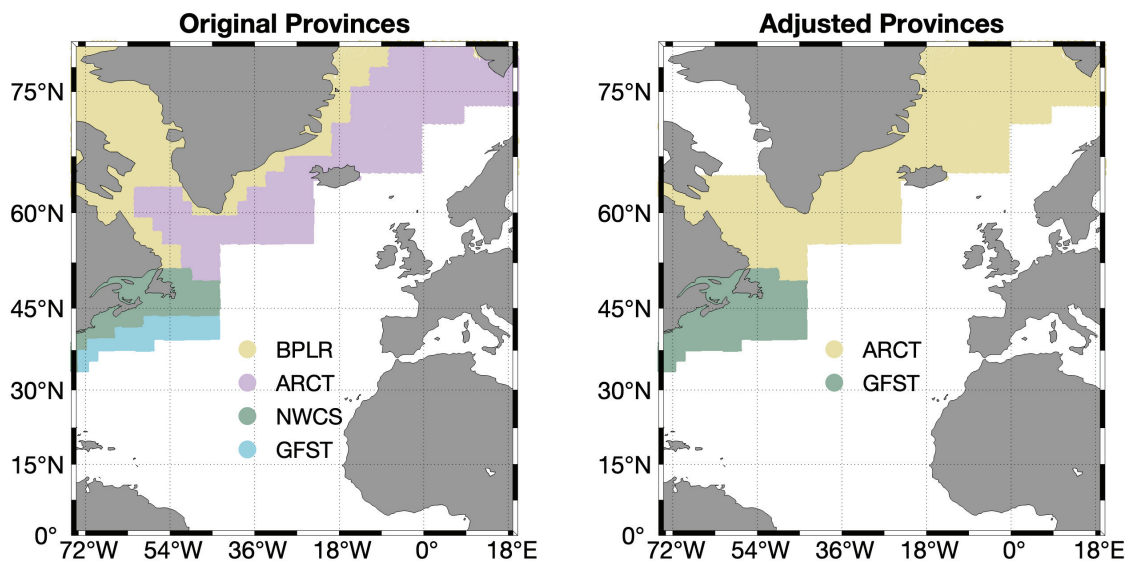 Original Provinces
75°N
60°N
45°N
30°N
15°N
0°
72°W 54°W 36°W 18°W 0° 18°E
BPLR
ARCT
NWCS
GFST
Adjusted Provinces
75°N
60°N
45°N
30°N
15°N
0°
72°W 54°W 36°W 18°W 0° 18°E
ARCT
GFST